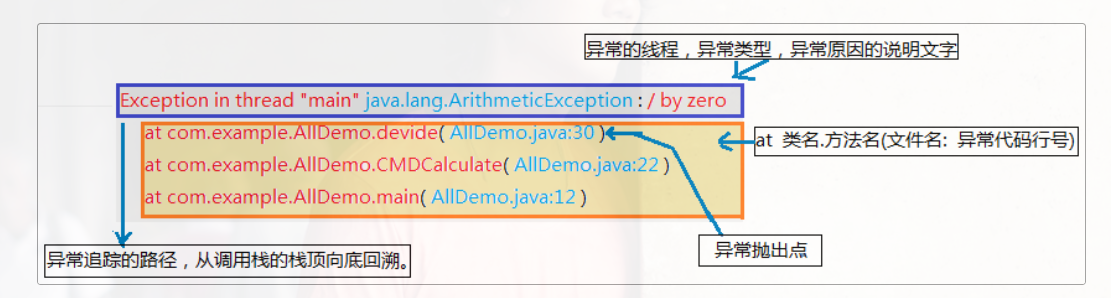 异常的线程，异常类型，异常原因的说明文字
Exception in thread "main" java.lang.ArithmeticException : / by zero
at com.example.AllDemo.devide( AllDemo.java:30 )
at 类名.方法名(文件名: 异常代码行号)
at com.example.AllDemo.CMDCalculate( AllDemo.java:22 )
at com.example.AllDemo.main( AllDemo.java:12 )
异常抛出点
异常追踪的路径，从调用栈的栈顶向底回溯。